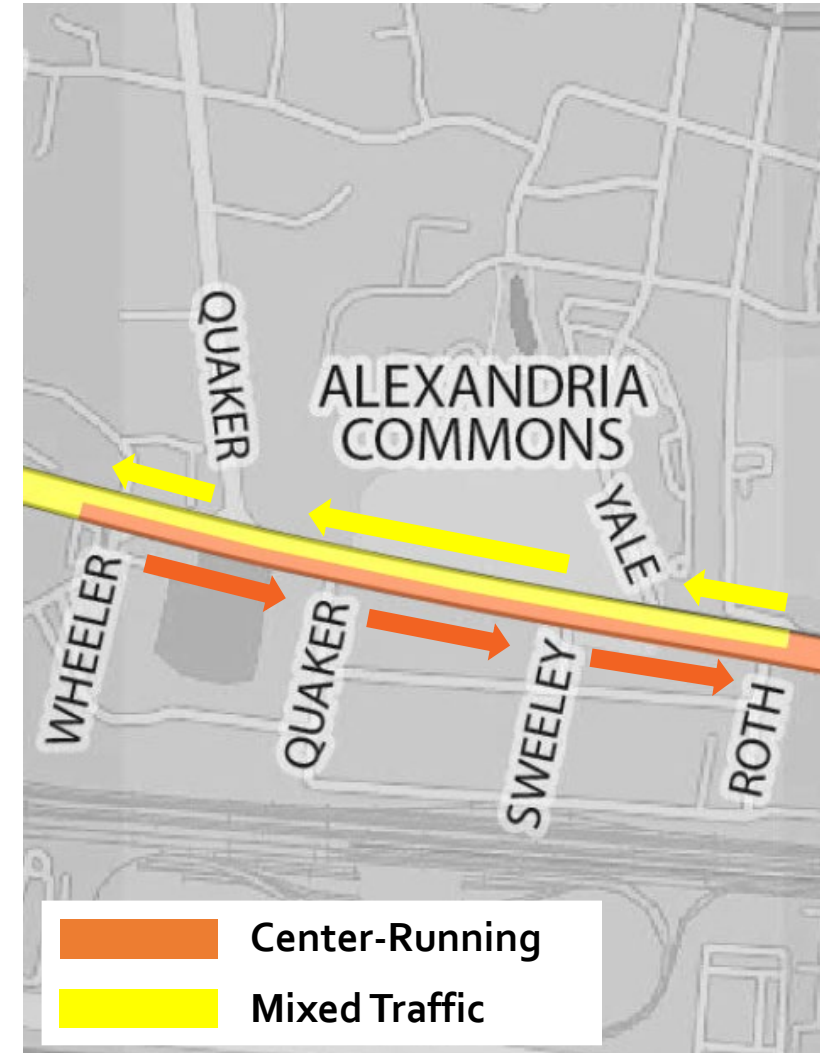 QUAKER
ALEXANDRIA
COMMONS
YALE
WHEELER
QUAKER
SWEELEY
ROTH
Center-Running
Mixed Traffic